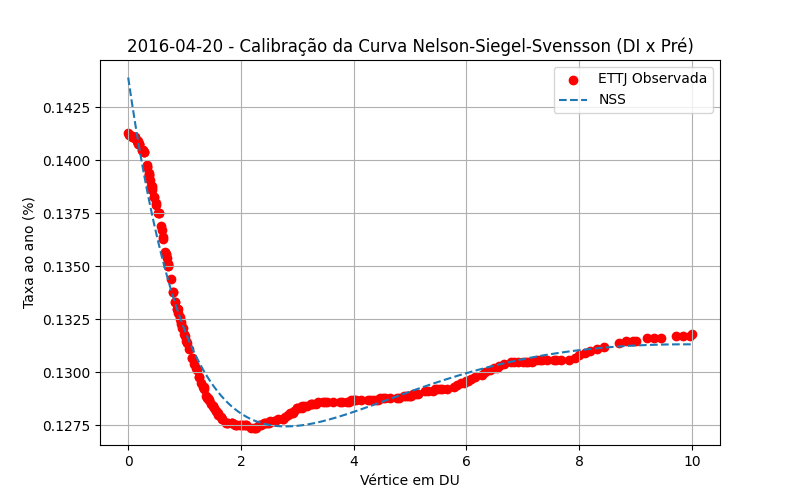 2016-04-20 - Calibração da Curva Nelson-Siegel-Svensson (DI x Pré)
ETTJ Observada
NSS
Taxa ao ano (%)
0.1425
0.1400
0.1375
0.1350
0.1325
0.1300
0.1275
0 2 4 6 8 10
Vértice em DU